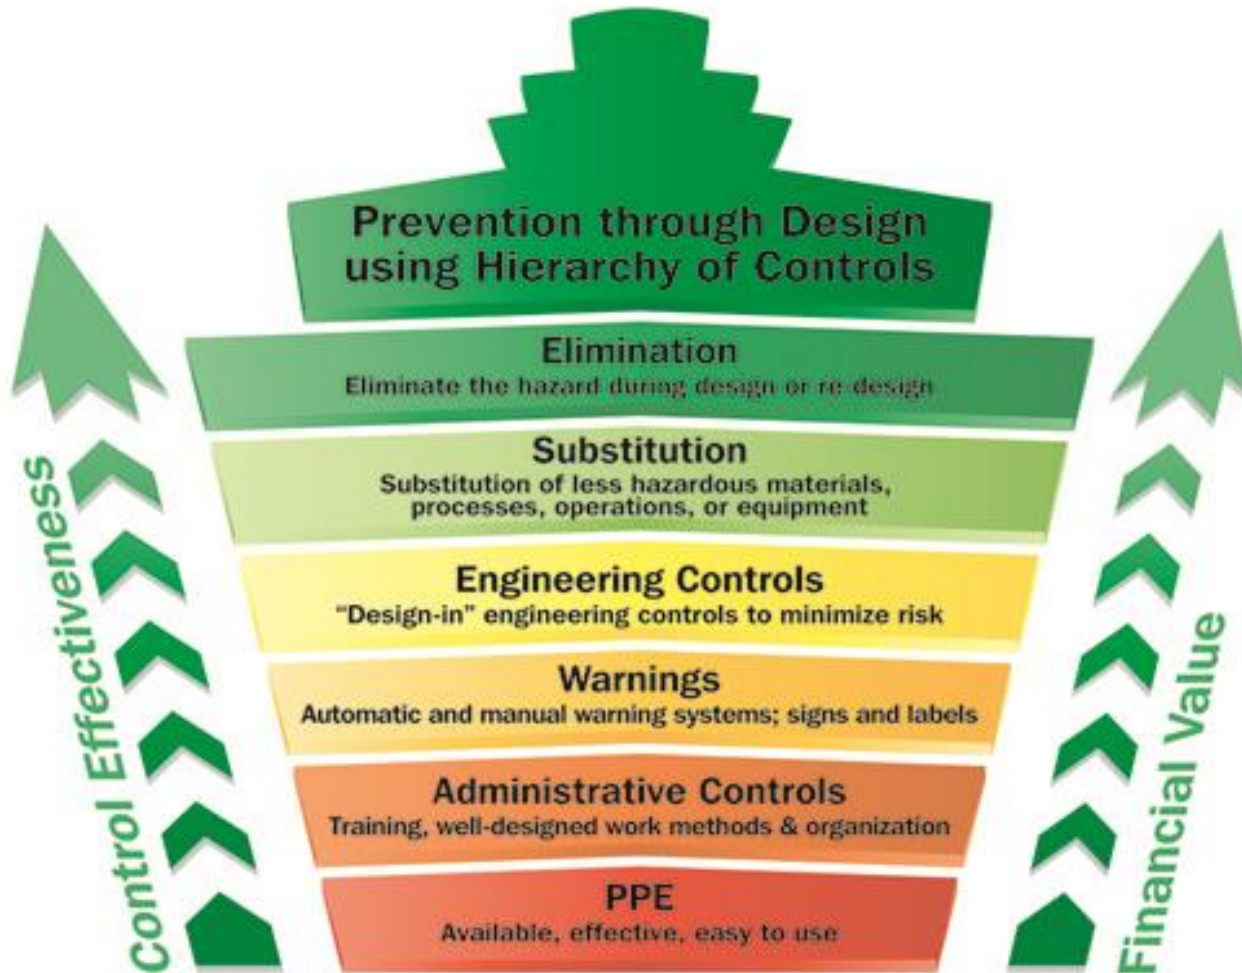 Prevention through Design
using Hierarchy of Controls
Elimination
Eliminate the hazard during design or re-design
Substitution
Substitution of less hazardous materials,
processes, operations, or equipment
Engineering Controls
“Design-in” engineering controls to minimize risk
Warnings
Automatic and manual warning systems; signs and labels
Administrative Controls
Training, well-designed work methods & organization
PPE
Available, effective, easy to use
Control Effectiveness
Financial Value